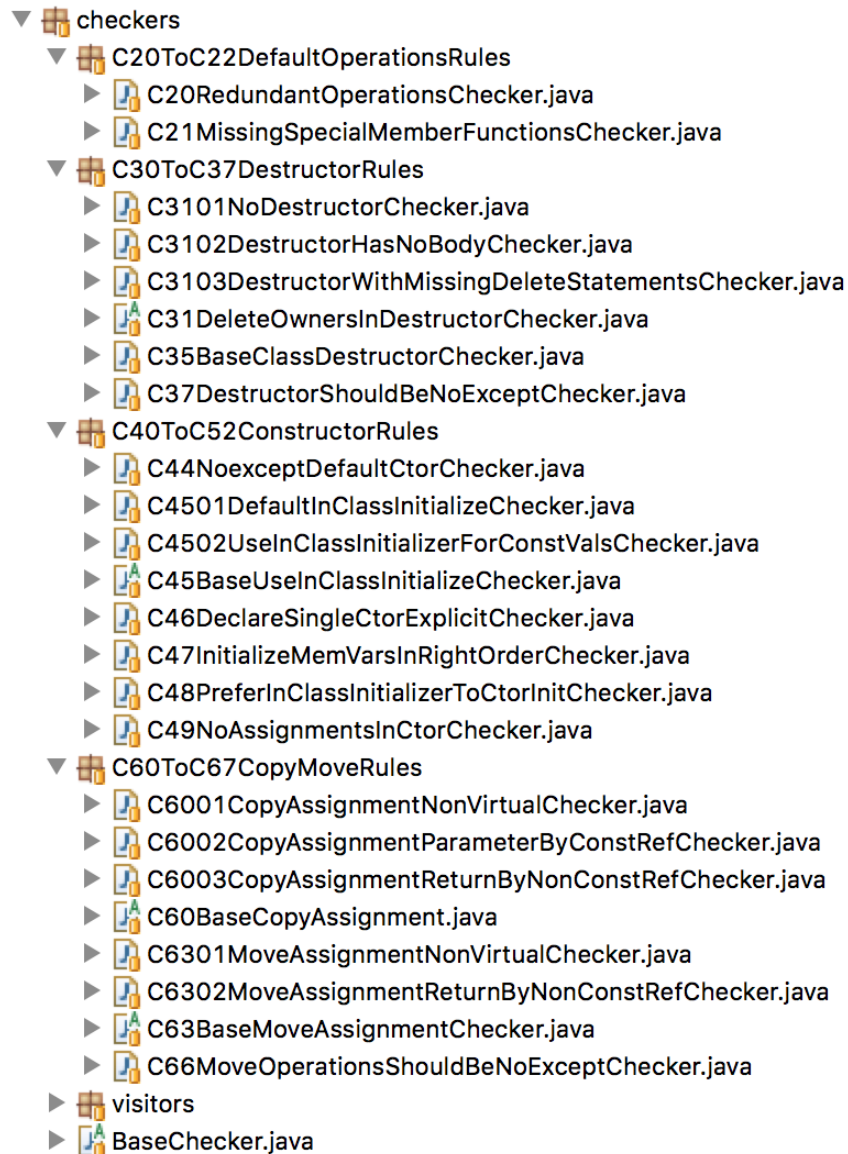 checkers
C20ToC22DefaultOperationsRules
C20RedundantOperationsChecker.java
C21MissingSpecialMemberFunctionsChecker.java
C30ToC37DestructorRules
C3101NoDestructorChecker.java
C3102DestructorHasNoBodyChecker.java
C3103DestructorWithMissingDeleteStatementsChecker.java
C31DeleteOwnersInDestructorChecker.java
C35BaseClassDestructorChecker.java
C37DestructorShouldBeNoExceptChecker.java
C40ToC52ConstructorRules
C44NoexceptDefaultCtorChecker.java
C4501DefaultInClassInitializeChecker.java
C4502UseInClassInitializerForConstValsChecker.java
C45BaseUseInClassInitializeChecker.java
C46DeclareSingleCtorExplicitChecker.java
C47InitializeMemVarsInRightOrderChecker.java
C48PreferInClassInitializerToCtorInitChecker.java
C49NoAssignmentsInCtorChecker.java
C60ToC67CopyMoveRules
C6001CopyAssignmentNonVirtualChecker.java
C6002CopyAssignmentParameterByConstRefChecker.java
C6003CopyAssignmentReturnByNonConstRefChecker.java
C60BaseCopyAssignment.java
C6301MoveAssignmentNonVirtualChecker.java
C6302MoveAssignmentReturnByNonConstRefChecker.java
C63BaseMoveAssignmentChecker.java
C66MoveOperationsShouldBeNoExceptChecker.java
visitors
BaseChecker.java